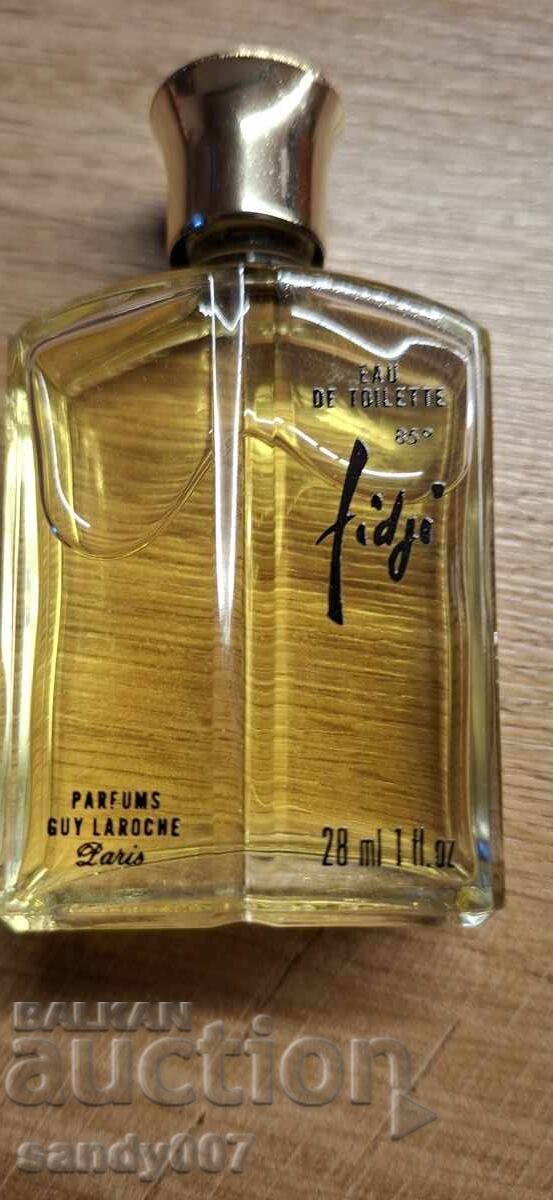 EAU
DE TOILETTE
85°
fidji
PARFUMS
GUY LAROCHE
Paris
28 ml 1 fl.oz
BALKAN
auction
sandy007